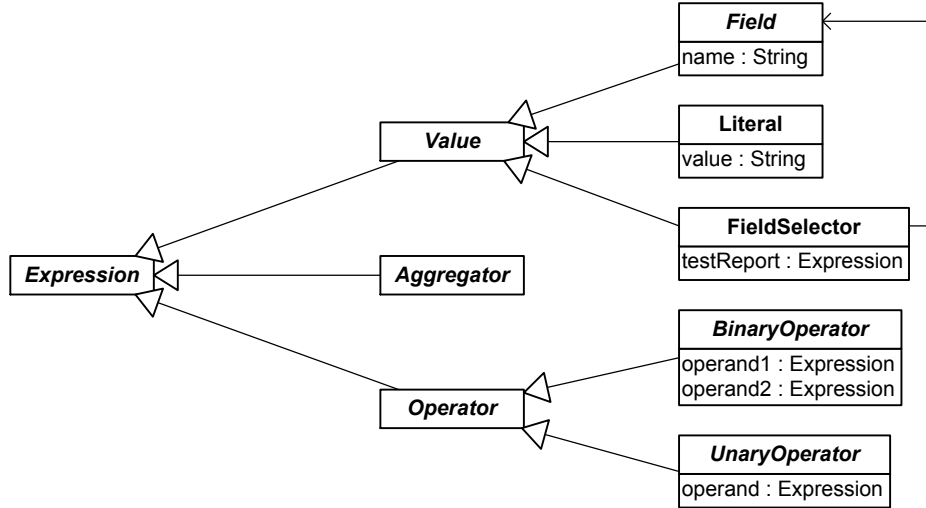 Field
name : String
Literal
value : String
Value
FieldSelector
testReport : Expression
Expression
Aggregator
BinaryOperator
operand1 : Expression
operand2 : Expression
Operator
UnaryOperator
operand : Expression